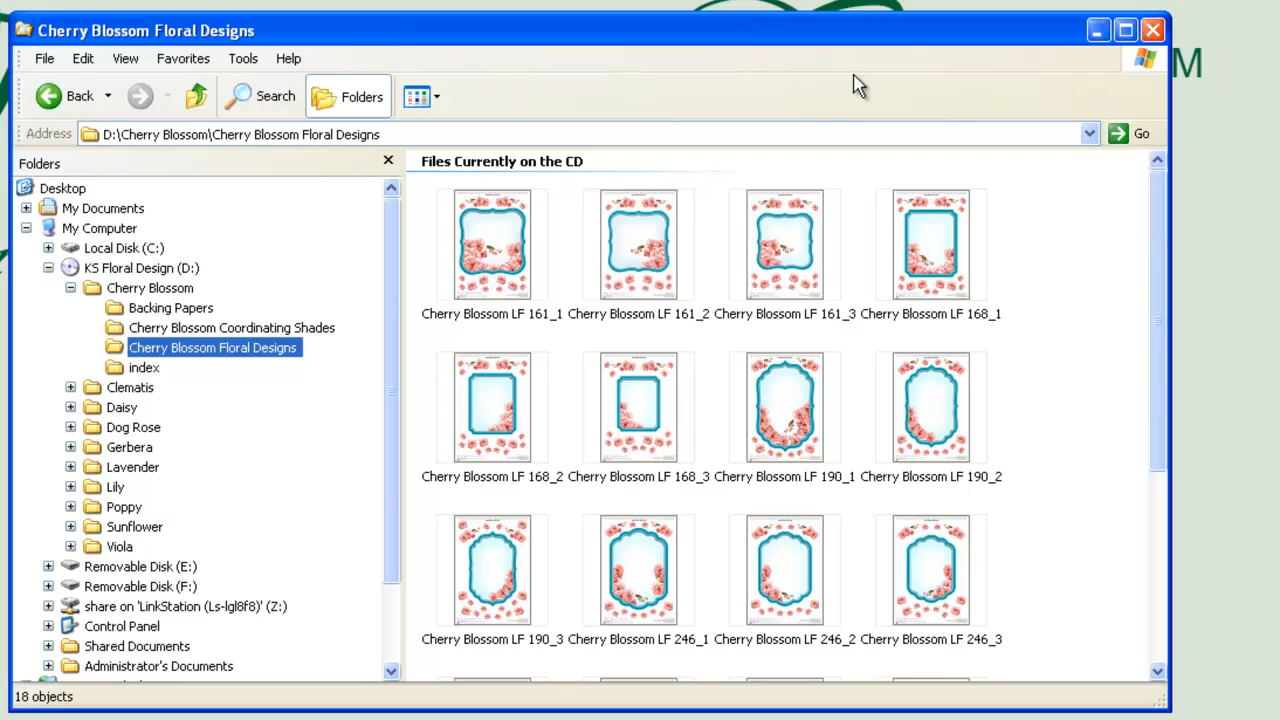 Cherry Blossom Floral Designs
File Edit View Favorites Tools Help
M
Back Search Folders
Address D:\Cherry Blossom\Cherry Blossom Floral Designs Go
Folders
Desktop
My Documents
My Computer
Local Disk (C:)
KS Floral Design (D:)
Cherry Blossom
Backing Papers
Cherry Blossom Coordinating Shades
Cherry Blossom Floral Designs
index
Clematis
Daisy
Dog Rose
Gerbera
Lavender
Lily
Poppy
Sunflower
Viola
Removable Disk (E:)
Removable Disk (F:)
share on 'LinkStation (Ls-lgl8f8)' (Z:)
Control Panel
Shared Documents
Administrator's Documents
Files Currently on the CD
Cherry Blossom LF 161_1 Cherry Blossom LF 161_2 Cherry Blossom LF 161_3 Cherry Blossom LF 168_1
Cherry Blossom LF 168_2 Cherry Blossom LF 168_3 Cherry Blossom LF 190_1 Cherry Blossom LF 190_2
Cherry Blossom LF 190_3 Cherry Blossom LF 246_1 Cherry Blossom LF 246_2 Cherry Blossom LF 246_3
18 objects